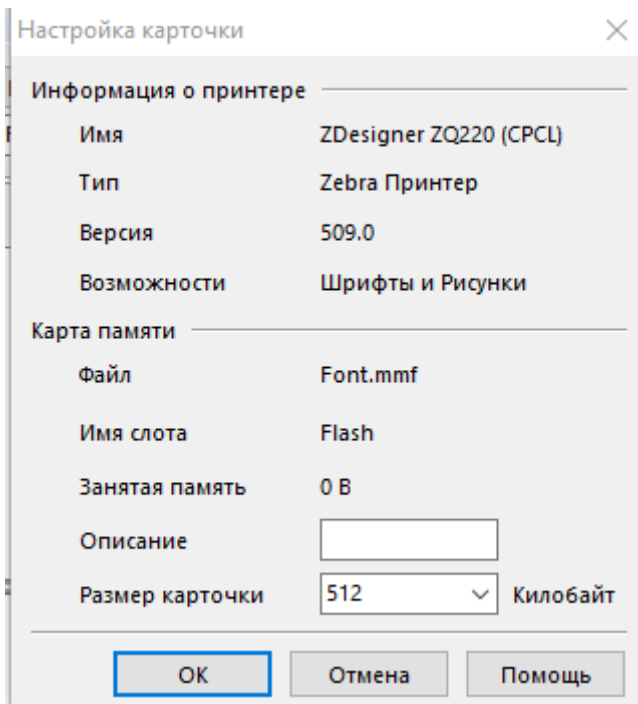 Настройка карточки
Информация о принтере
Имя ZDesigner ZQ220 (CPCL)
Тип Zebra Принтер
Версия 509.0
Возможности Шрифты и Рисунки
Карта памяти
Файл Font.mmf
Имя слота Flash
Занятая память 0 B
Описание
Размер карточки 512 Килобайт
ОК Отмена Помощь